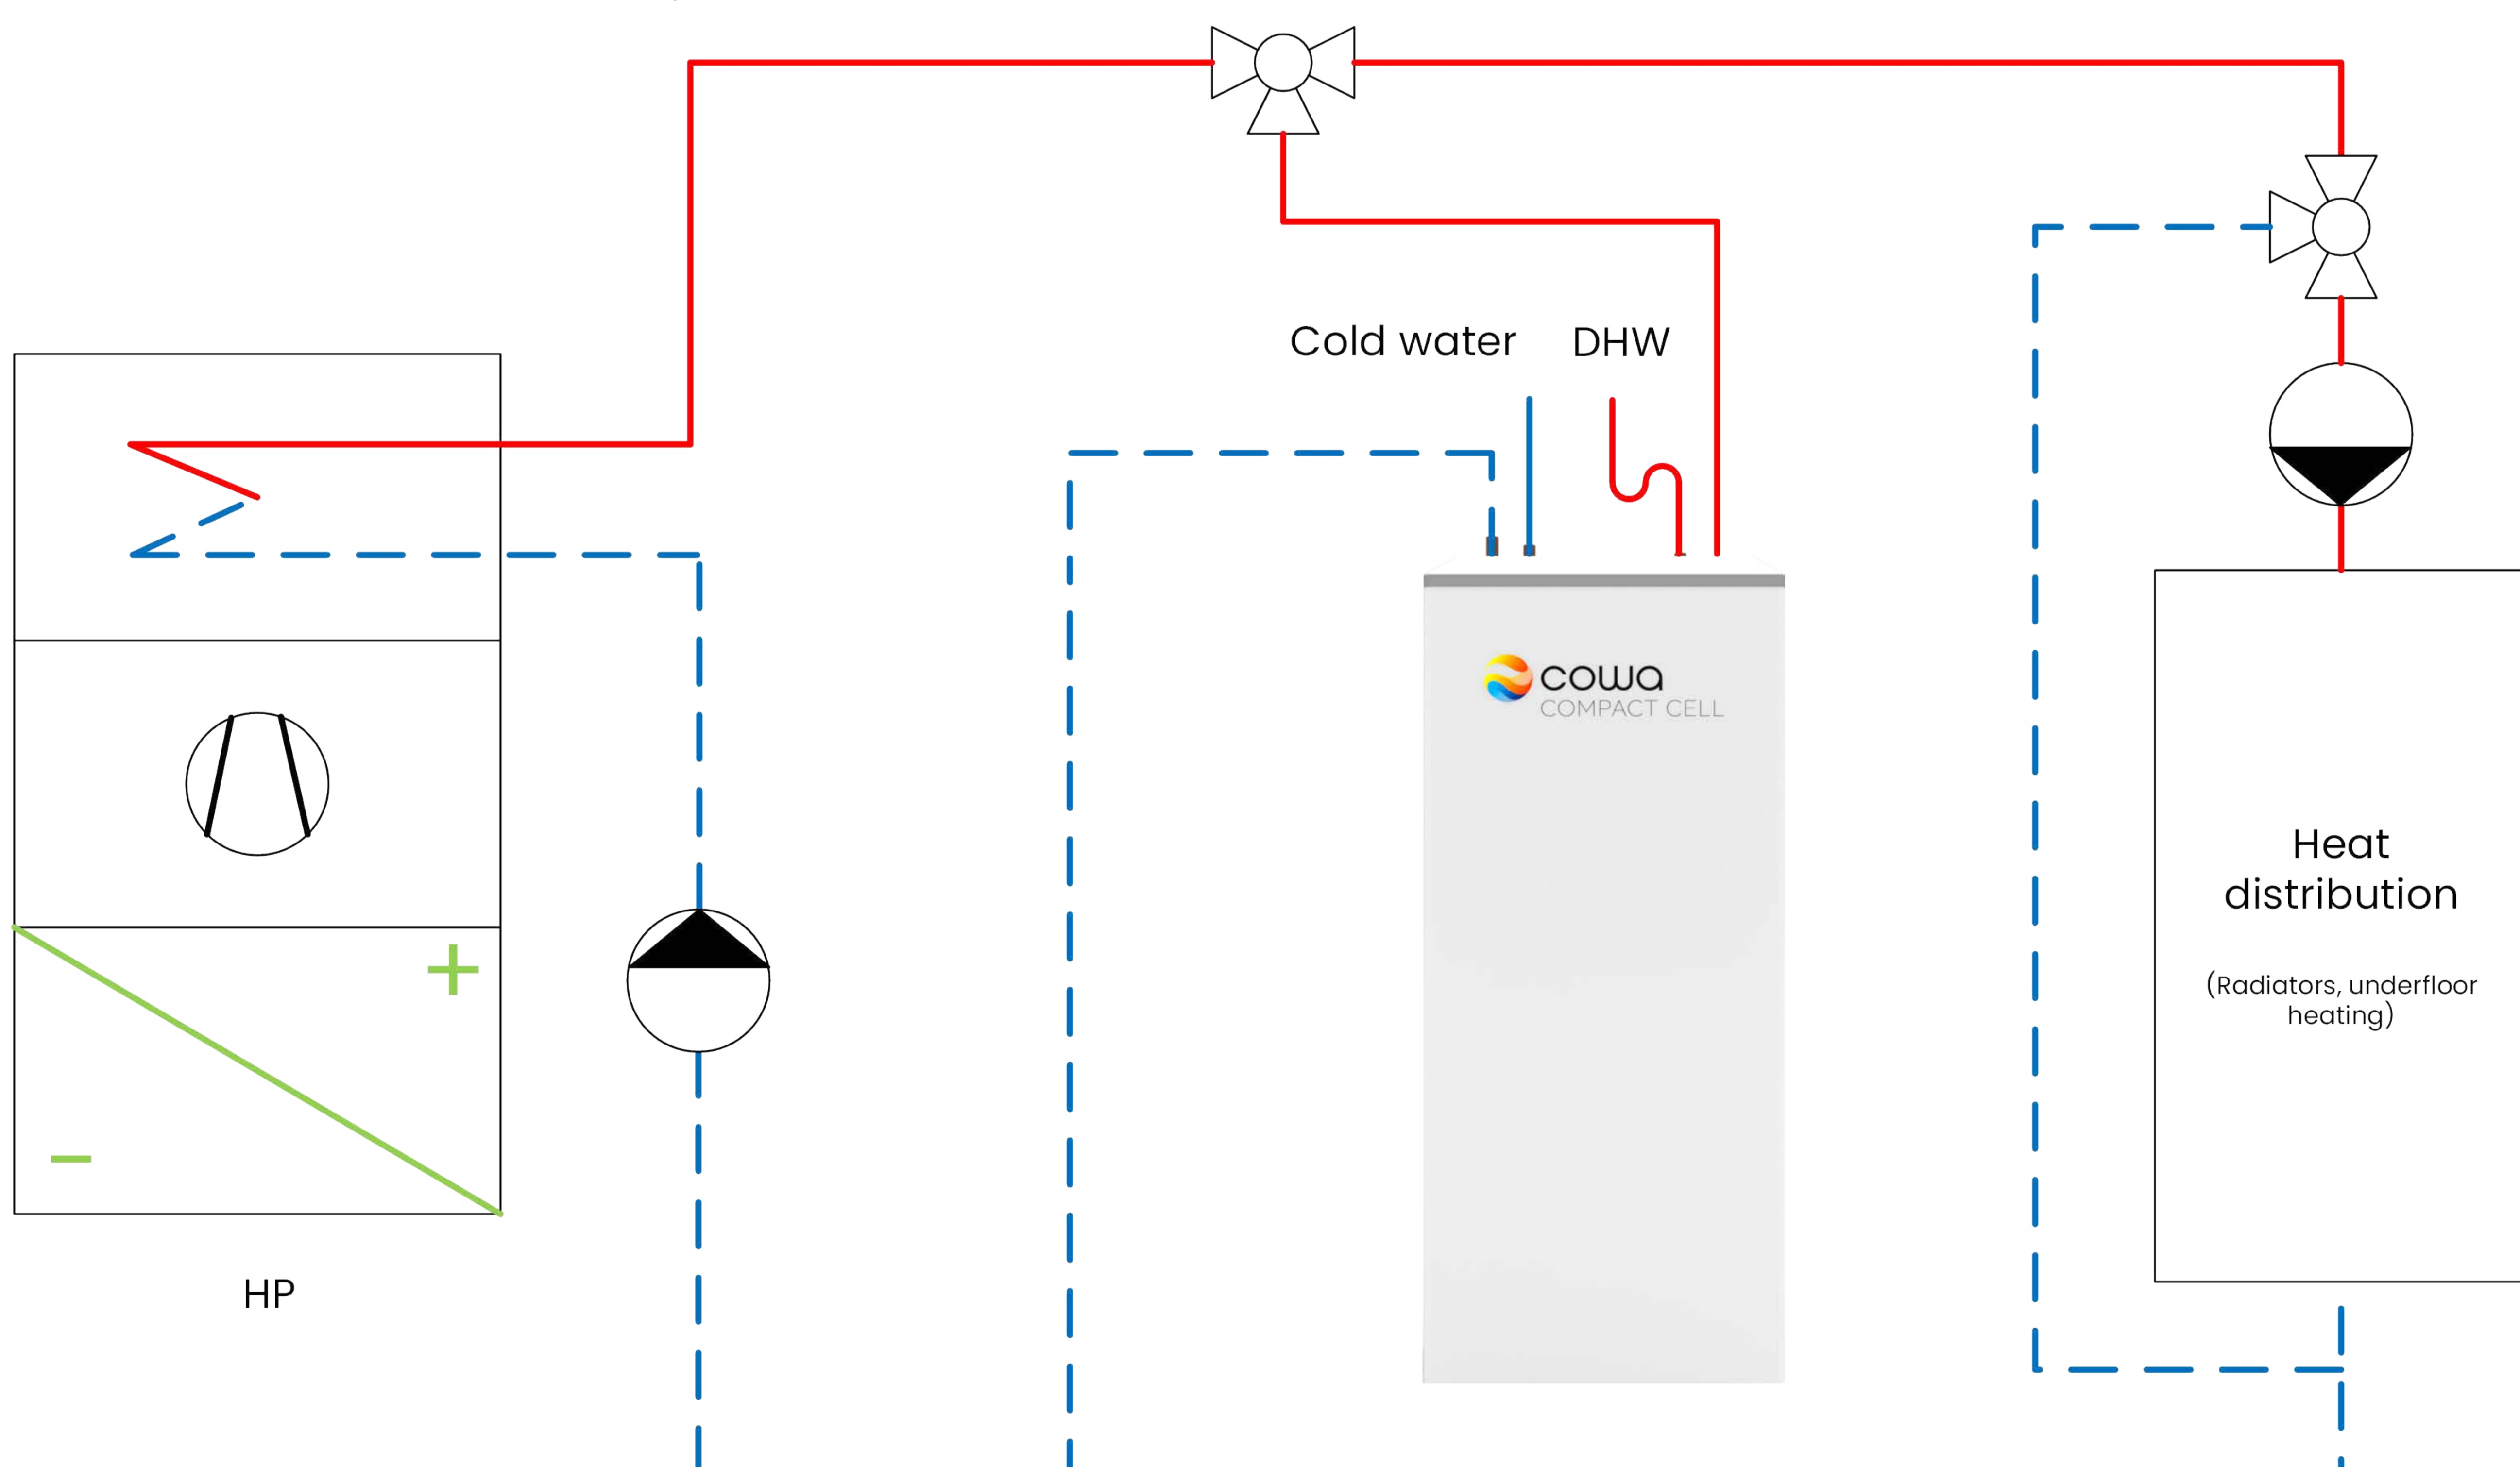 Cold water
DHW
cowa
COMPACT CELL
Heat
distribution
(Radiators, underfloor
heating)
+
−
HP